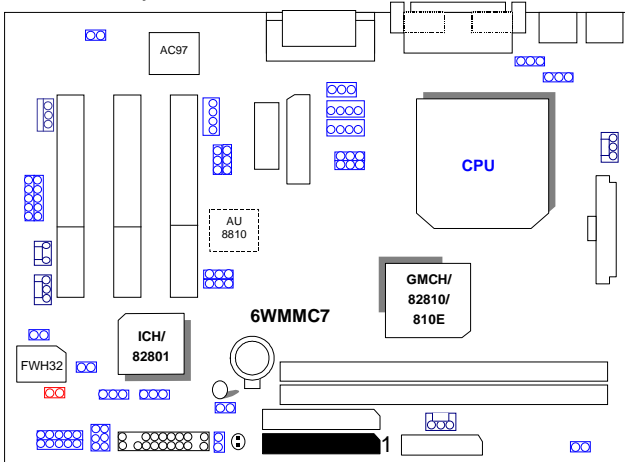 AC97
CPU
AU
8810
GMCH/
82810/
810E
6WMMC7
ICH/
82801
FWH32
1